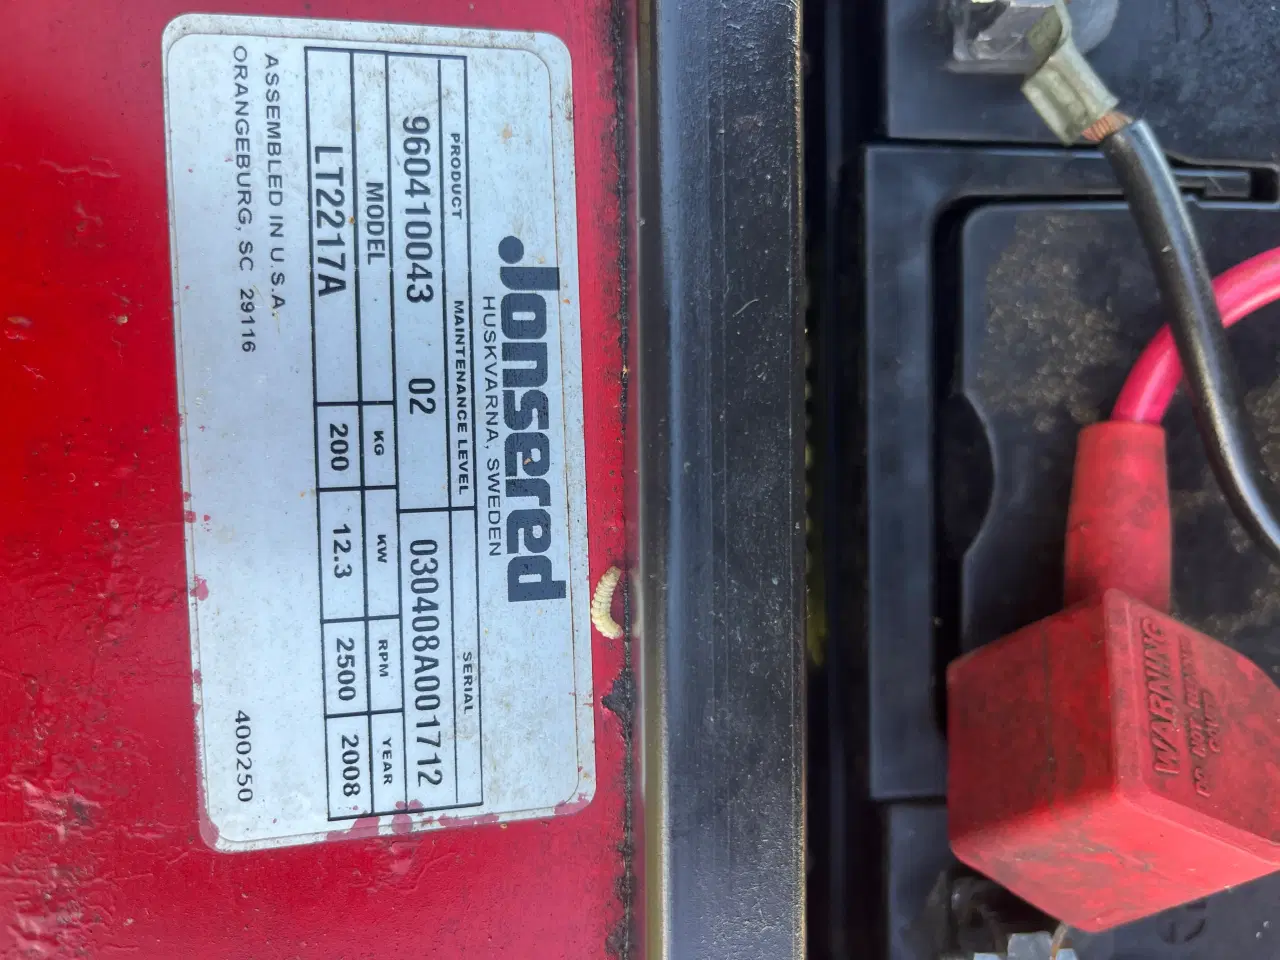 Jonsered
HUSKVARNA, SWEDEN
PRODUCT MAINTENANCE LEVEL SERIAL
960410043 02 030408A001712
MODEL KG KW RPM YEAR
LT2217A 200 12.3 2500 2008
ASSEMBLED IN U.S.A.
ORANGEBURG, SC 29116 400250
WARNING